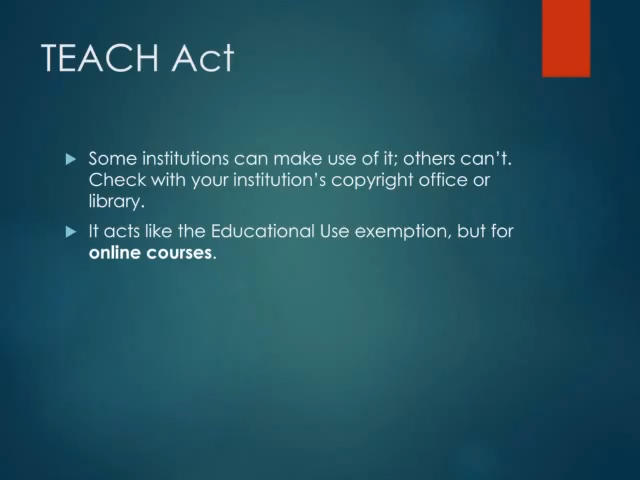 TEACH Act
Some institutions can make use of it; others can't.
Check with your institution's copyright office or
library.
It acts like the Educational Use exemption, but for
online courses.